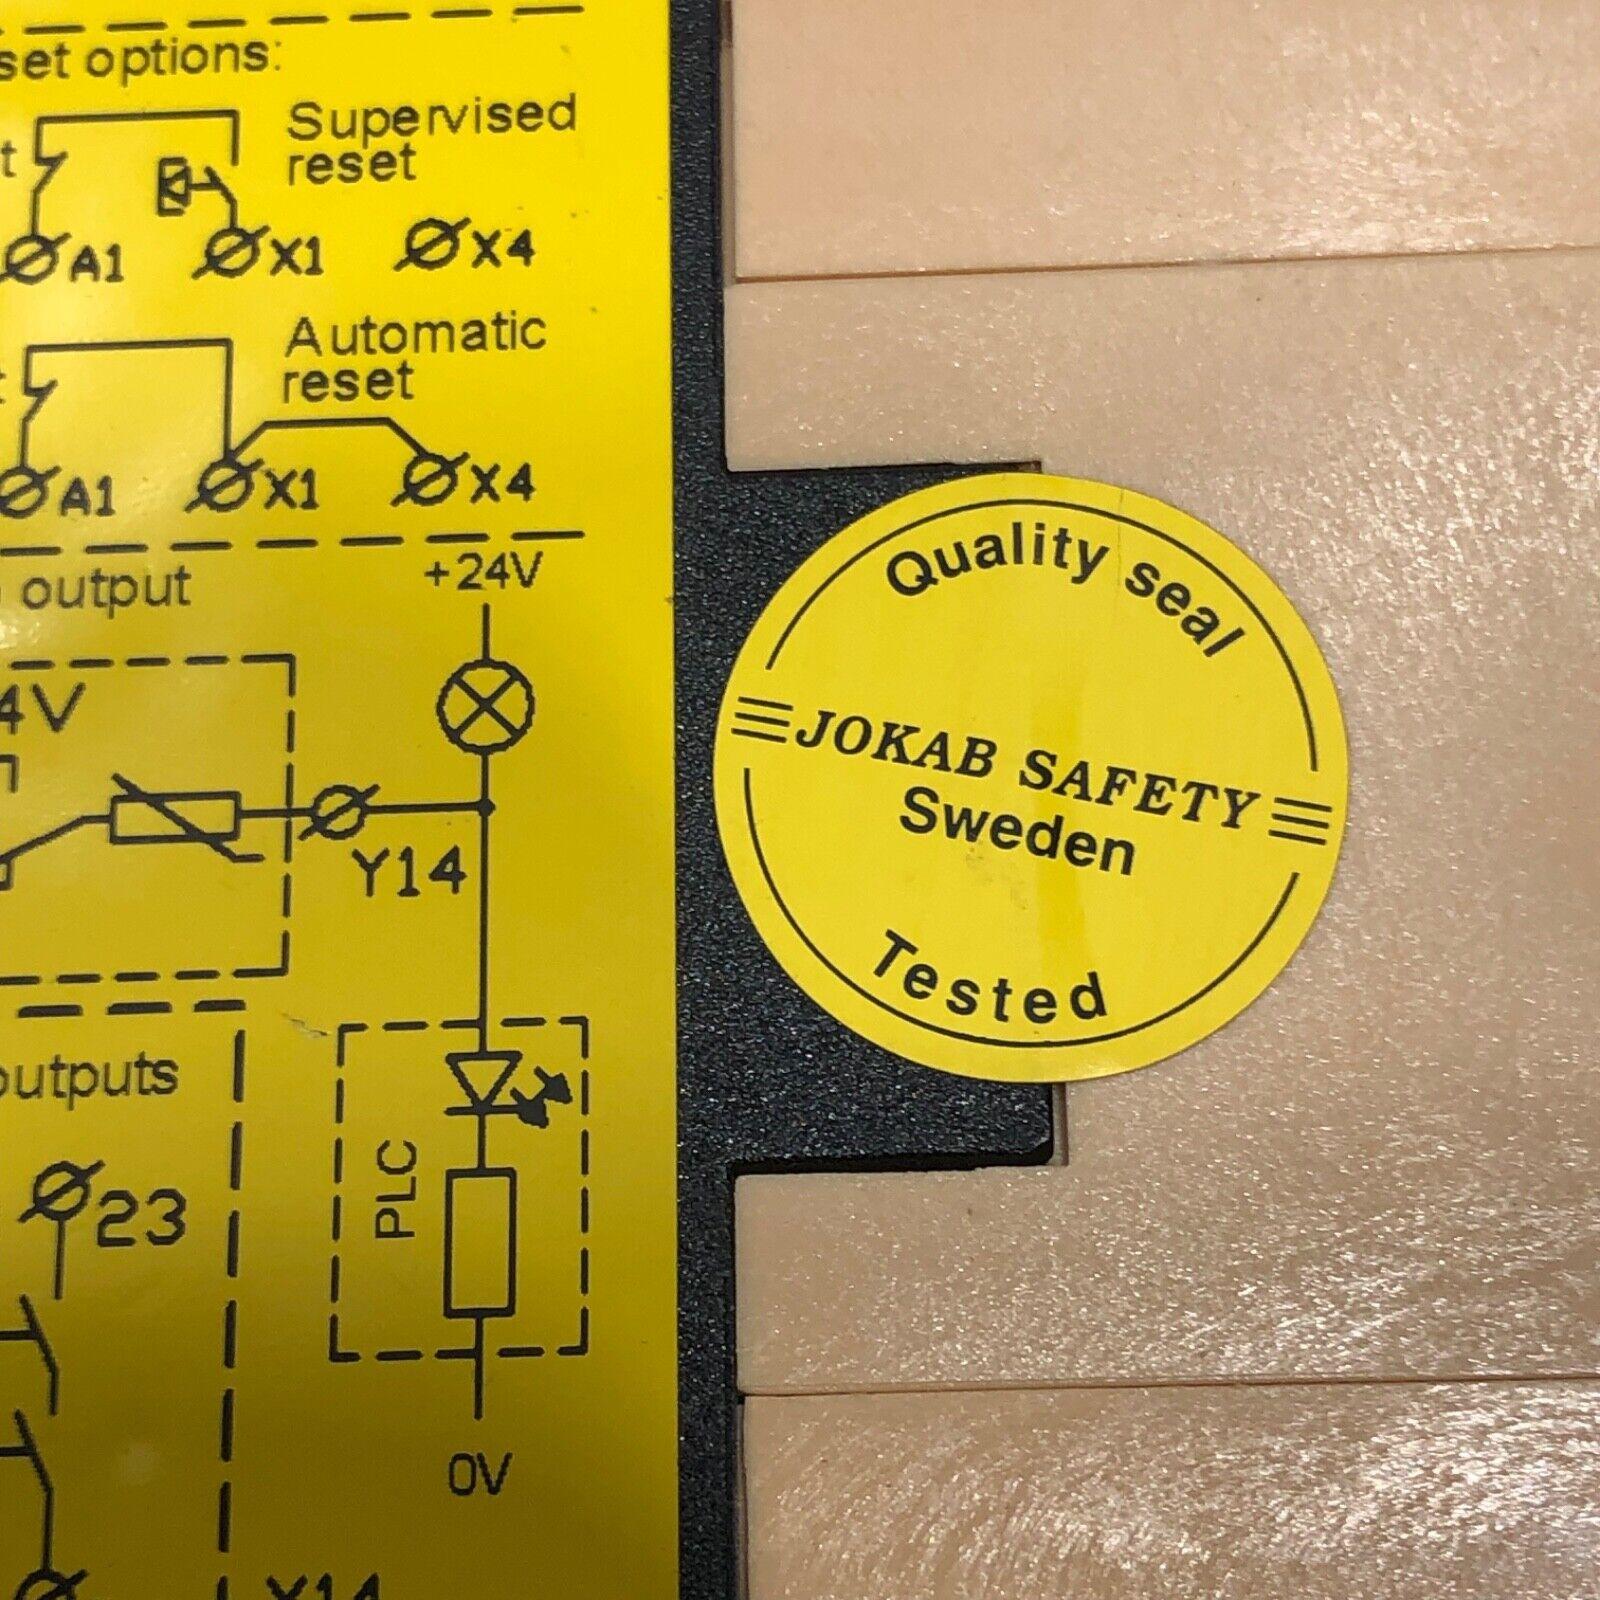 set options:
Supervised
reset
A1 X1 X4
Automatic
reset
A1 X1 X4
output
+24V
4V
Y14
outputs
PLC
23
0V
Quality seal
JOKAB SAFETY
Sweden
Tested